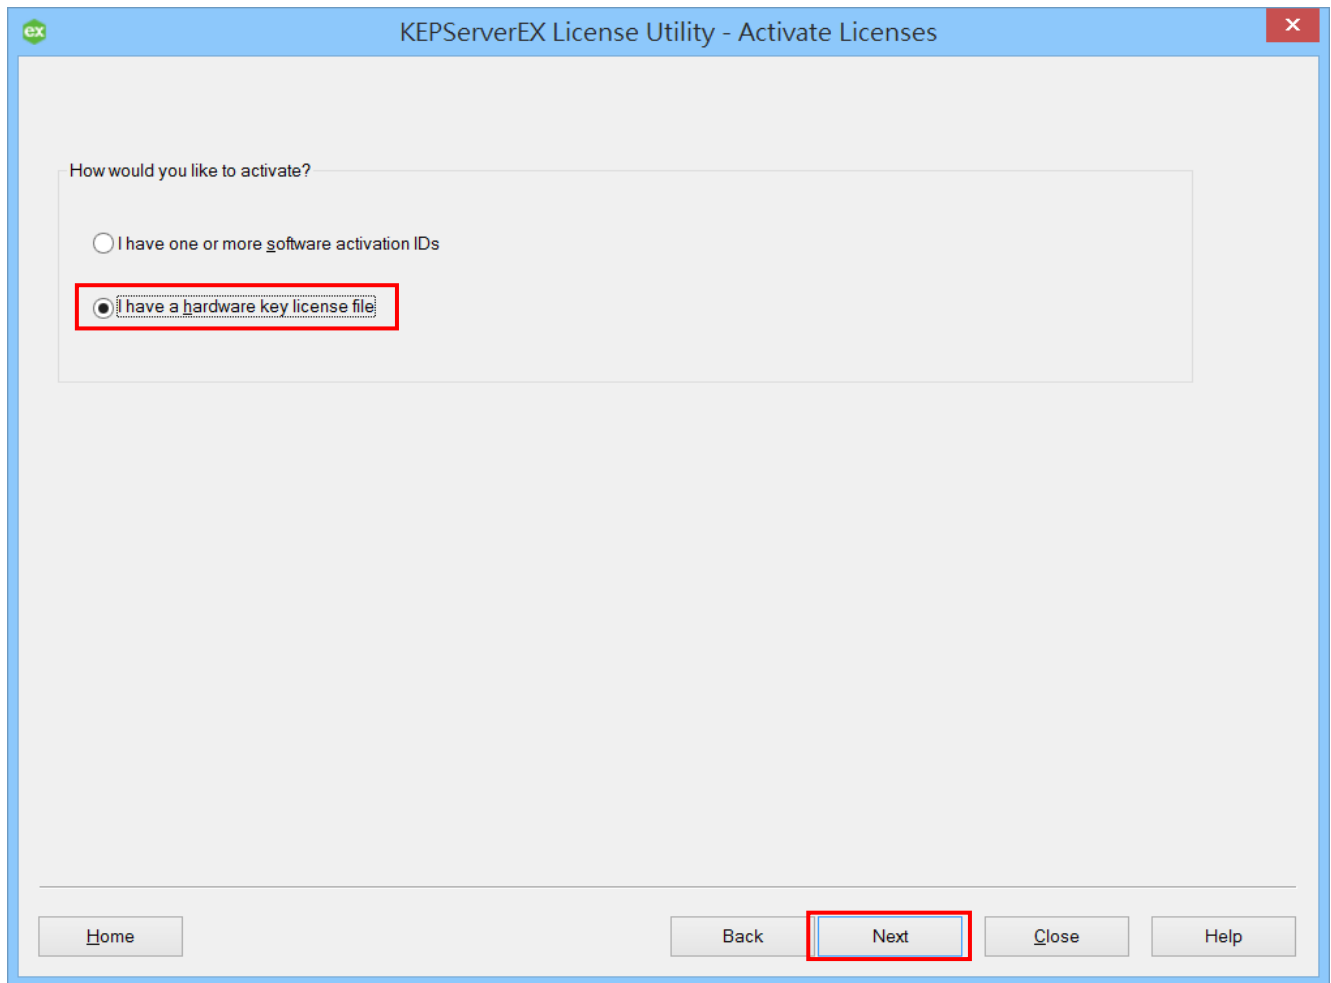 ex
KEPServerEX License Utility - Activate Licenses
How would you like to activate?
I have one or more software activation IDs
I have a hardware key license file
Home Back Next Close Help